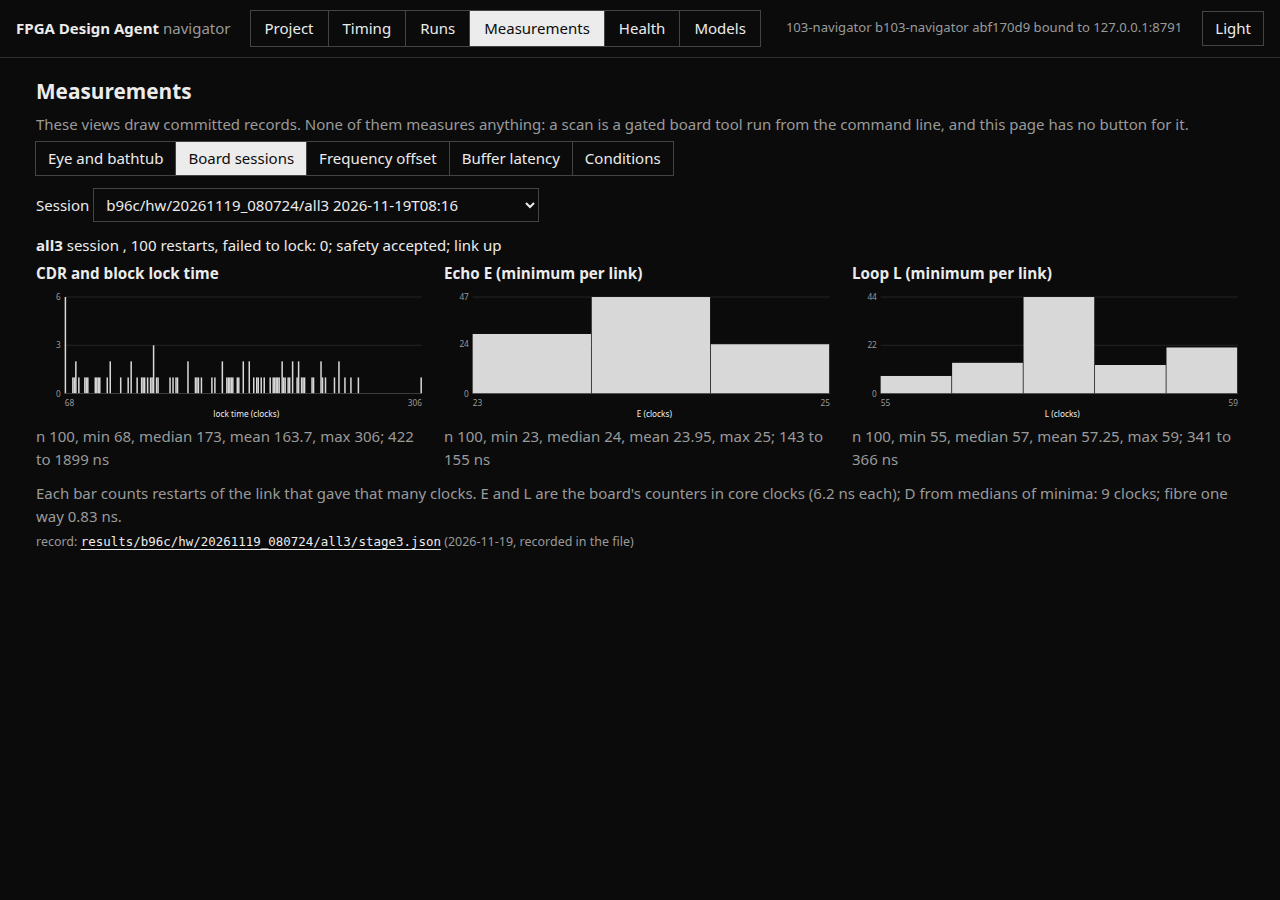 FPGA Design Agent navigator Project Timing Runs Measurements Health Models 103-navigator b103-navigator abf170d9 bound to 127.0.0.1:8791 Light
Measurements
These views draw committed records. None of them measures anything: a scan is a gated board tool run from the command line, and this page has no button for it.
Eye and bathtub Board sessions Frequency offset Buffer latency Conditions
Session b96c/hw/20261119_080724/all3 2026-11-19T08:16
all3 session , 100 restarts, failed to lock: 0; safety accepted; link up
CDR and block lock time
6
3
0
68 306
lock time (clocks)
n 100, min 68, median 173, mean 163.7, max 306; 422
to 1899 ns
Echo E (minimum per link)
47
24
0
23 25
E (clocks)
n 100, min 23, median 24, mean 23.95, max 25; 143 to
155 ns
Loop L (minimum per link)
44
22
0
55 59
L (clocks)
n 100, min 55, median 57, mean 57.25, max 59; 341 to
366 ns
Each bar counts restarts of the link that gave that many clocks. E and L are the board's counters in core clocks (6.2 ns each); D from medians of minima: 9 clocks; fibre one
way 0.83 ns.
record: results/b96c/hw/20261119_080724/all3/stage3.json (2026-11-19, recorded in the file)